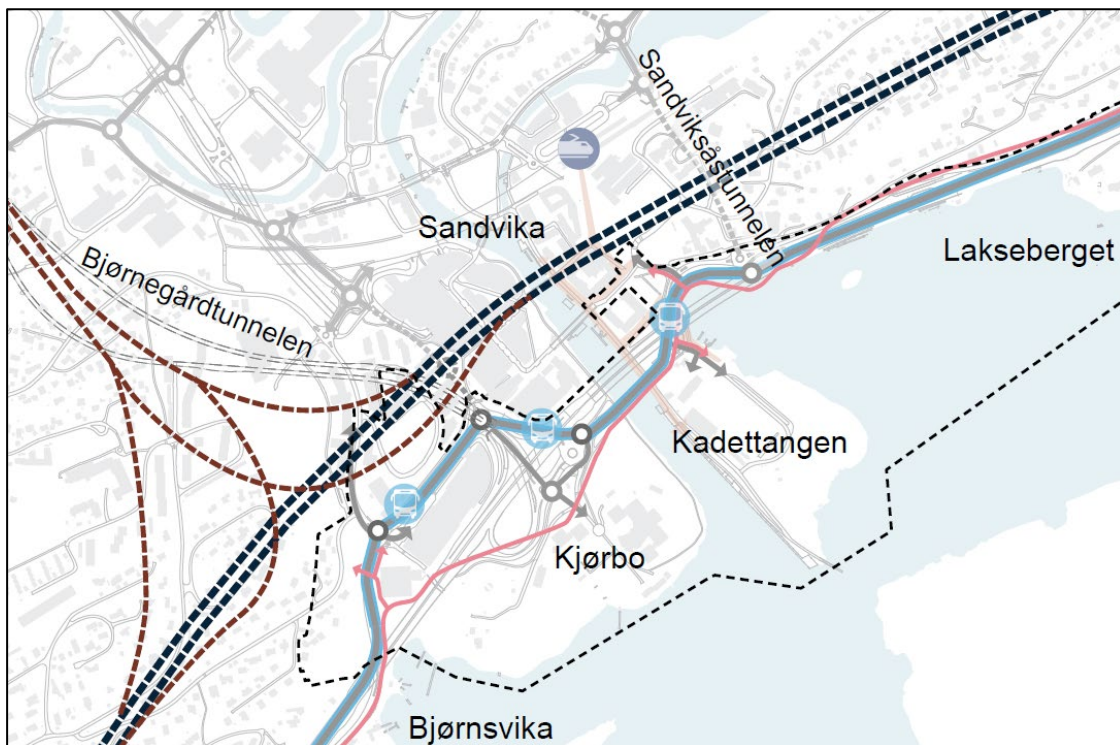 Sandviksåstunnelen
Sandvika
Lakseberget
Bjørnegårdtunnelen
Kadettangen
Kjørbo
Bjørnsvika